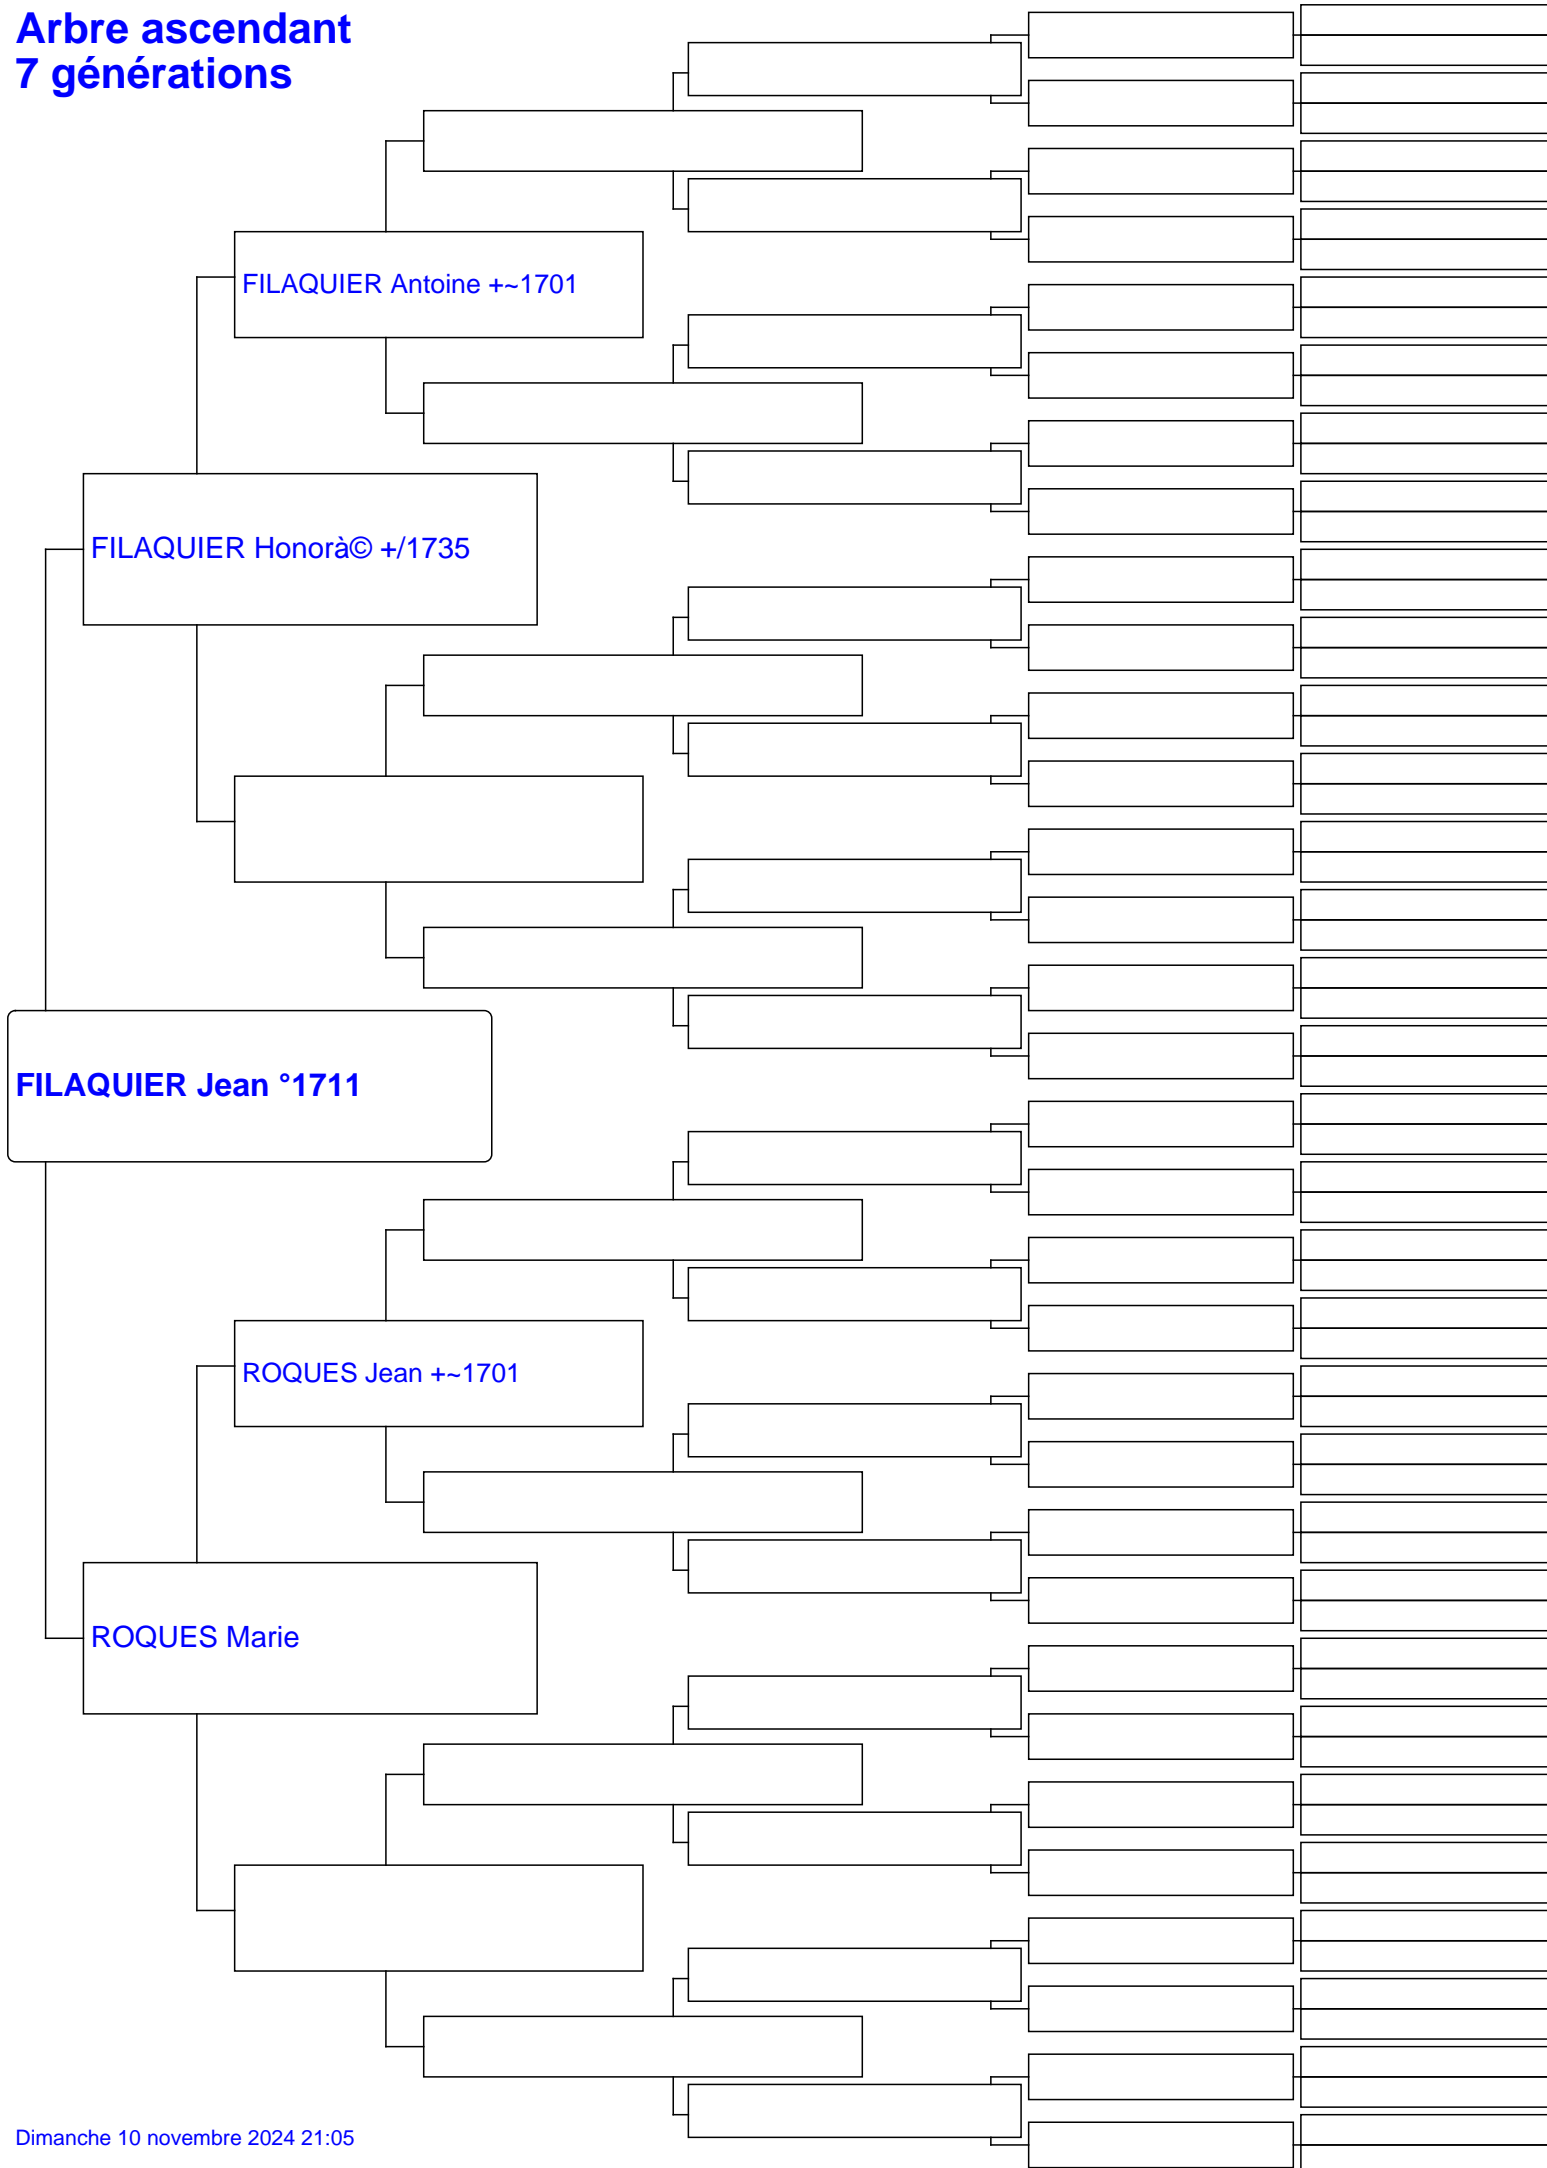 Arbre ascendant
7 générations
FILAQUIER Antoine +~1701
FILAQUIER Honorà© +/1735
FILAQUIER Jean °1711
ROQUES Jean +~1701
ROQUES Marie
Dimanche 10 novembre 2024 21:05